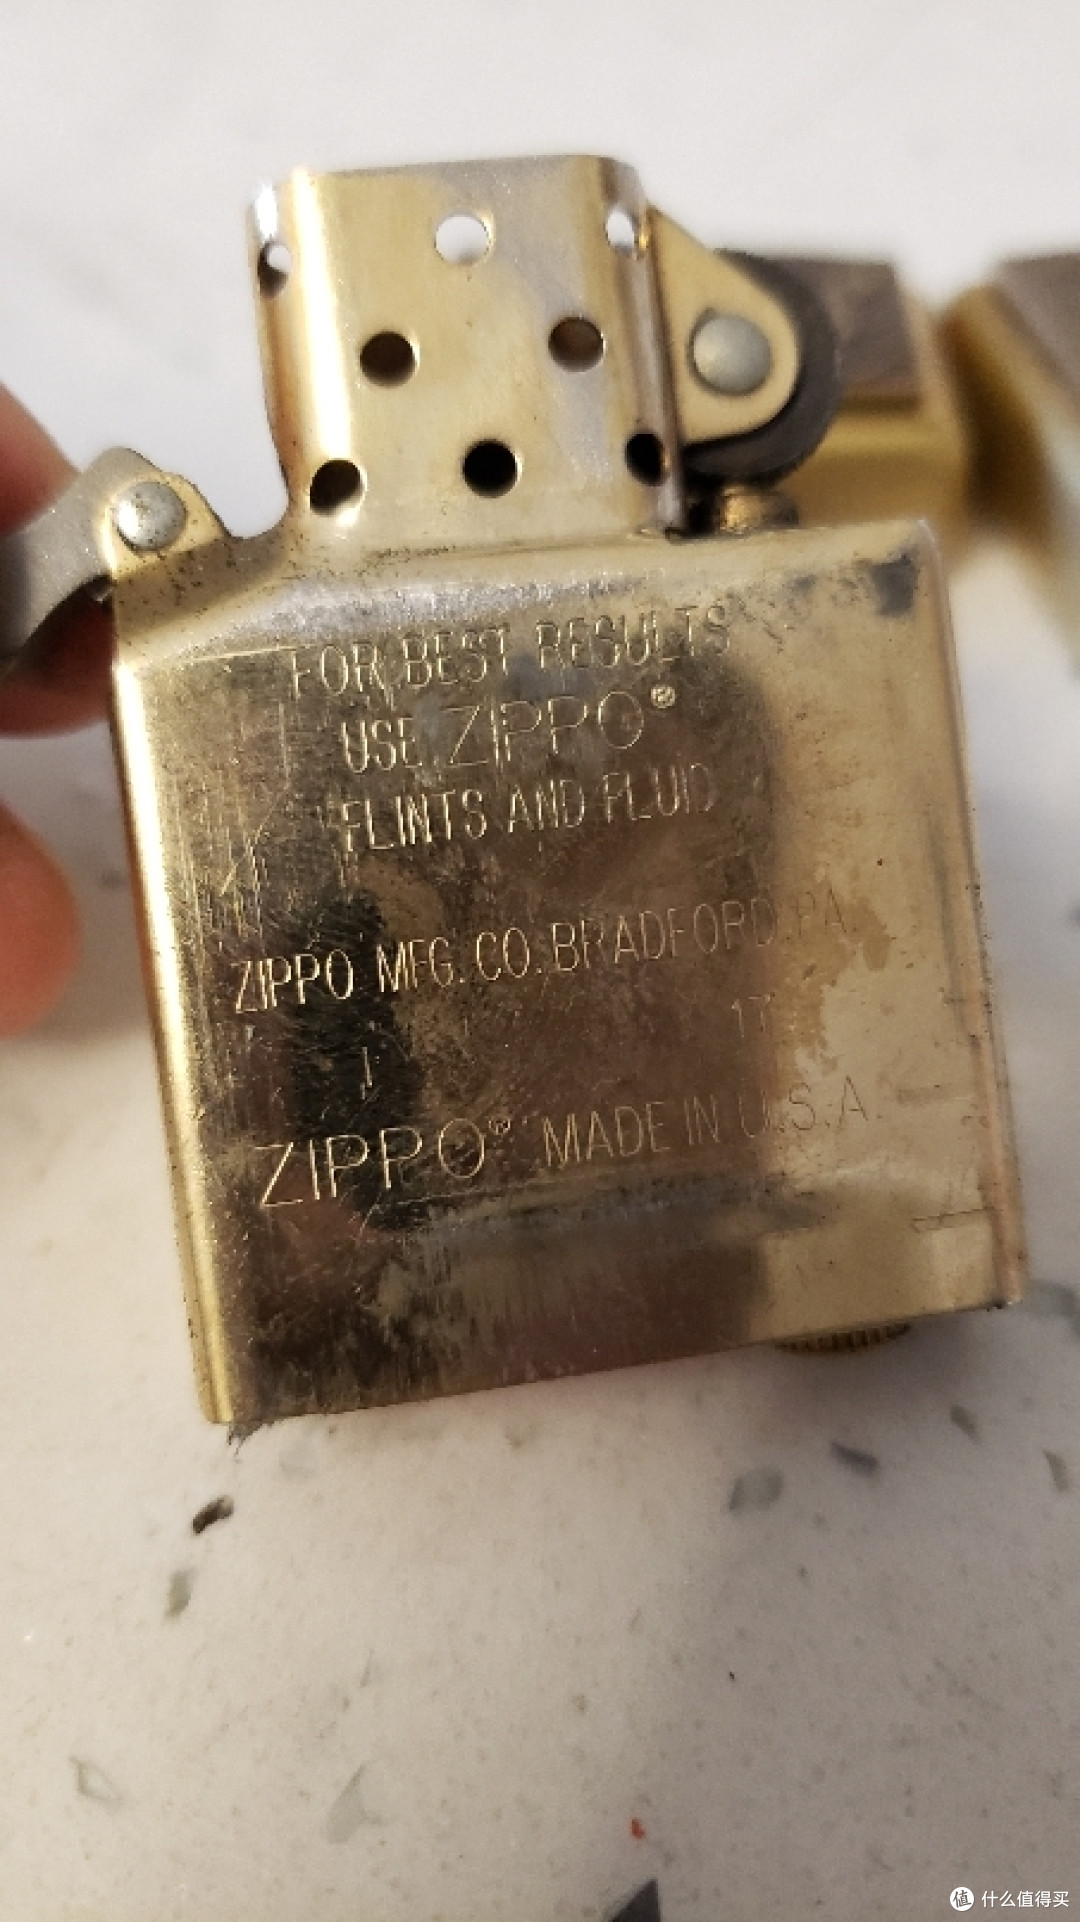 FOR BEST RESULTS
USE ZIPPO®
FLINTS AND FLUID
ZIPPO MFG. CO. BRADFORD, PA.
I 17
ZIPPO® MADE IN U.S.A.
值 什么值得买